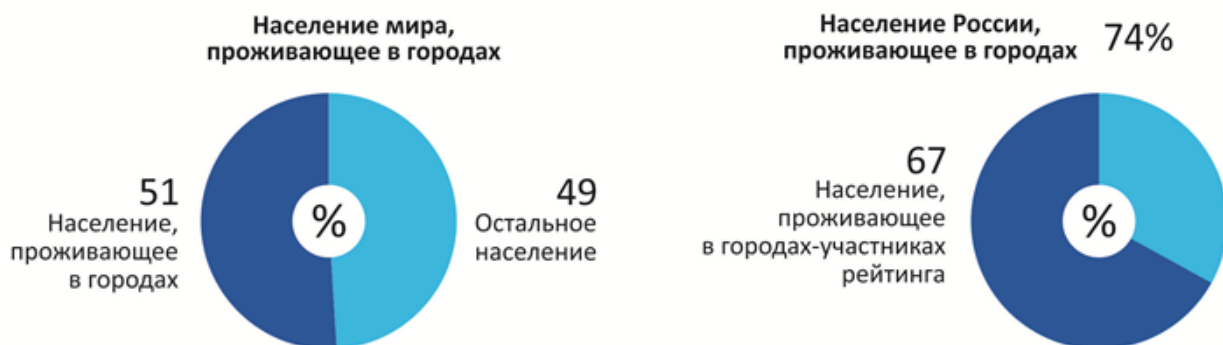 Население мира,
проживающее в городах
51
Население,
проживающее
в городах
%
49
Остальное
население
Население России,
проживающее в городах
74%
67
Население,
проживающее
в городах-участниках
рейтинга
%